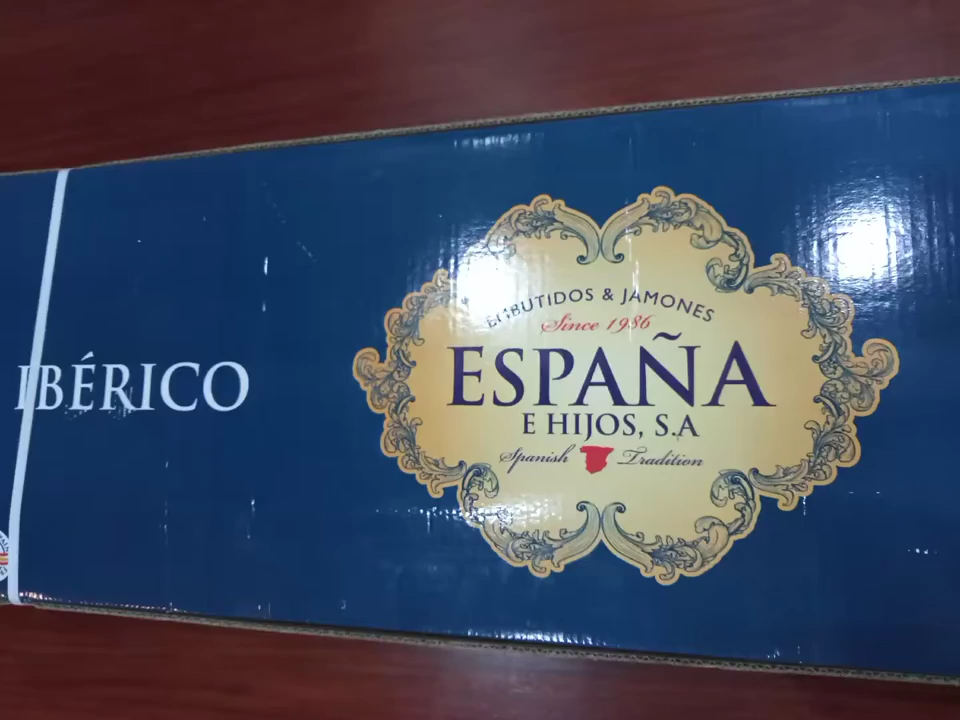 IBÉRICO
EMBUTIDOS & JAMONES
Since 1986
ESPAÑA
E HIJOS, S.A
Spanish Tradition